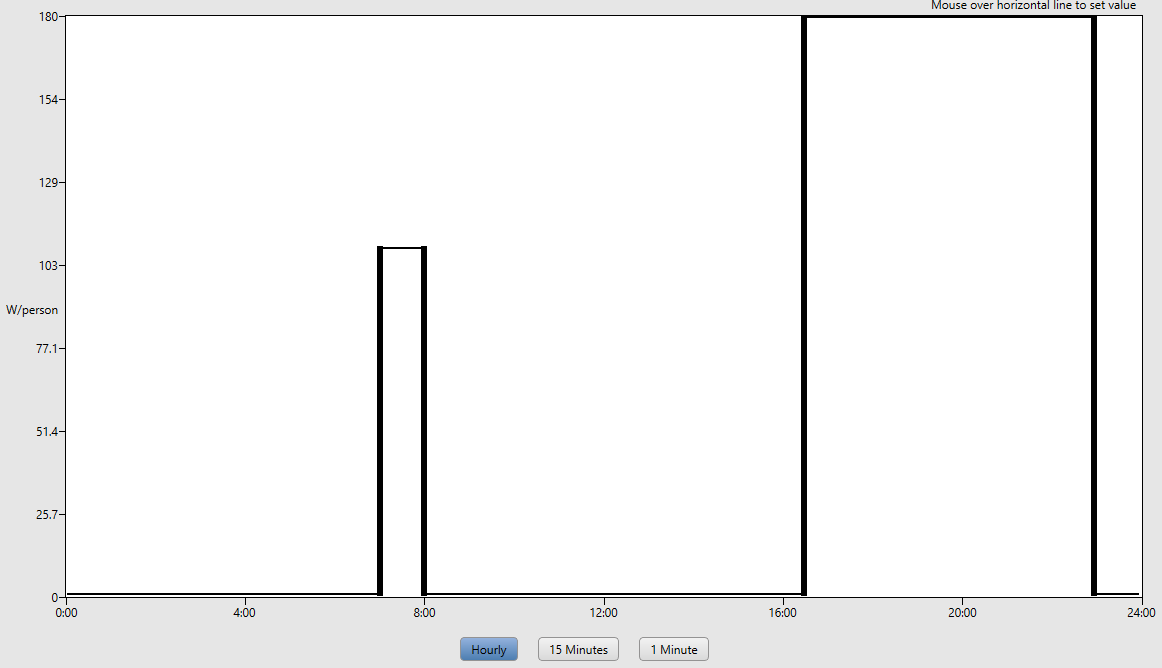 Mouse over horizontal line to set value
180
154
129
103
W/person
77.1
51.4
25.7
0
0:00 4:00 8:00 12:00 16:00 20:00 24:00
Hourly 15 Minutes 1 Minute